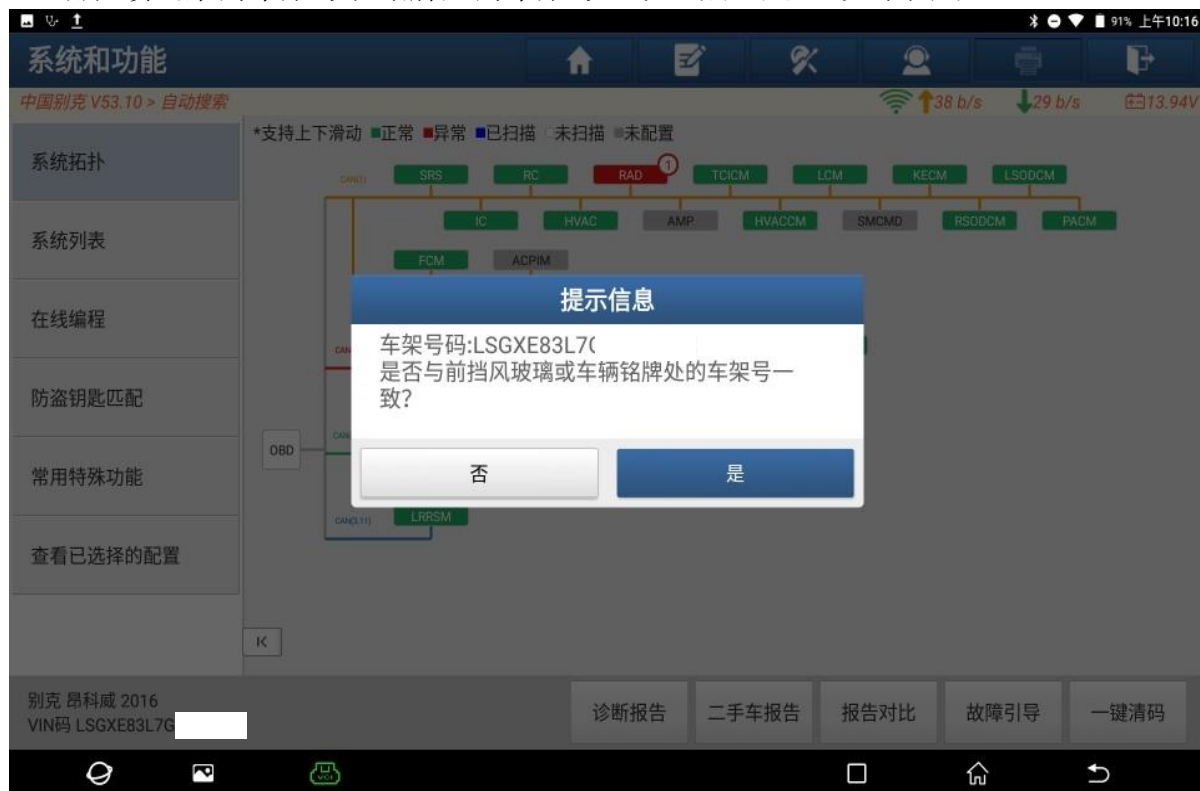 91% 上午10:16
系统和功能
中国别克 V53.10 > 自动搜索
38 b/s
29 b/s
13.94V
*支持上下滑动 正常 异常 已扫描 未扫描 未配置
系统拓扑
系统列表
在线编程
防盗钥匙匹配
常用特殊功能
查看已选择的配置
CAN(1)
SRS
RC
RAD
1
TCICM
LCM
KECM
LSODCM
IC
HVAC
AMP
HVACCM
SMCMD
RSODCM
PACM
FCM
ACPIM
提示信息
车架号码:LSGXE83L7
是否与前挡风玻璃或车辆铭牌处的车架号一
致?
否
是
CAN
OBD
CAN
CAN(3,11)
LRRSM
K
别克 昂科威 2016
VIN码 LSGXE83L7G
诊断报告
二手车报告
报告对比
故障引导
一键清码
VCI